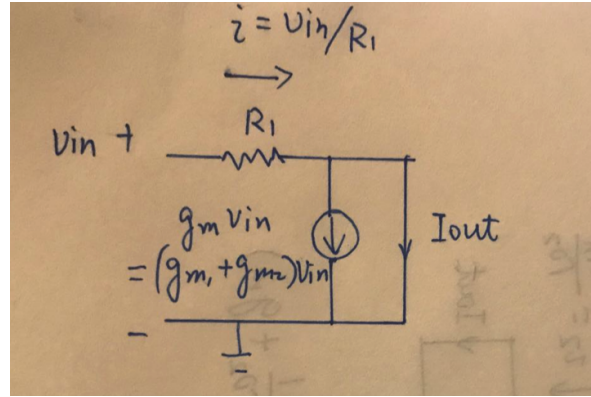 i = Vin/R1
R1
Vin +
gm Vin
= (gm1 + gm2) Vin
Iout
-